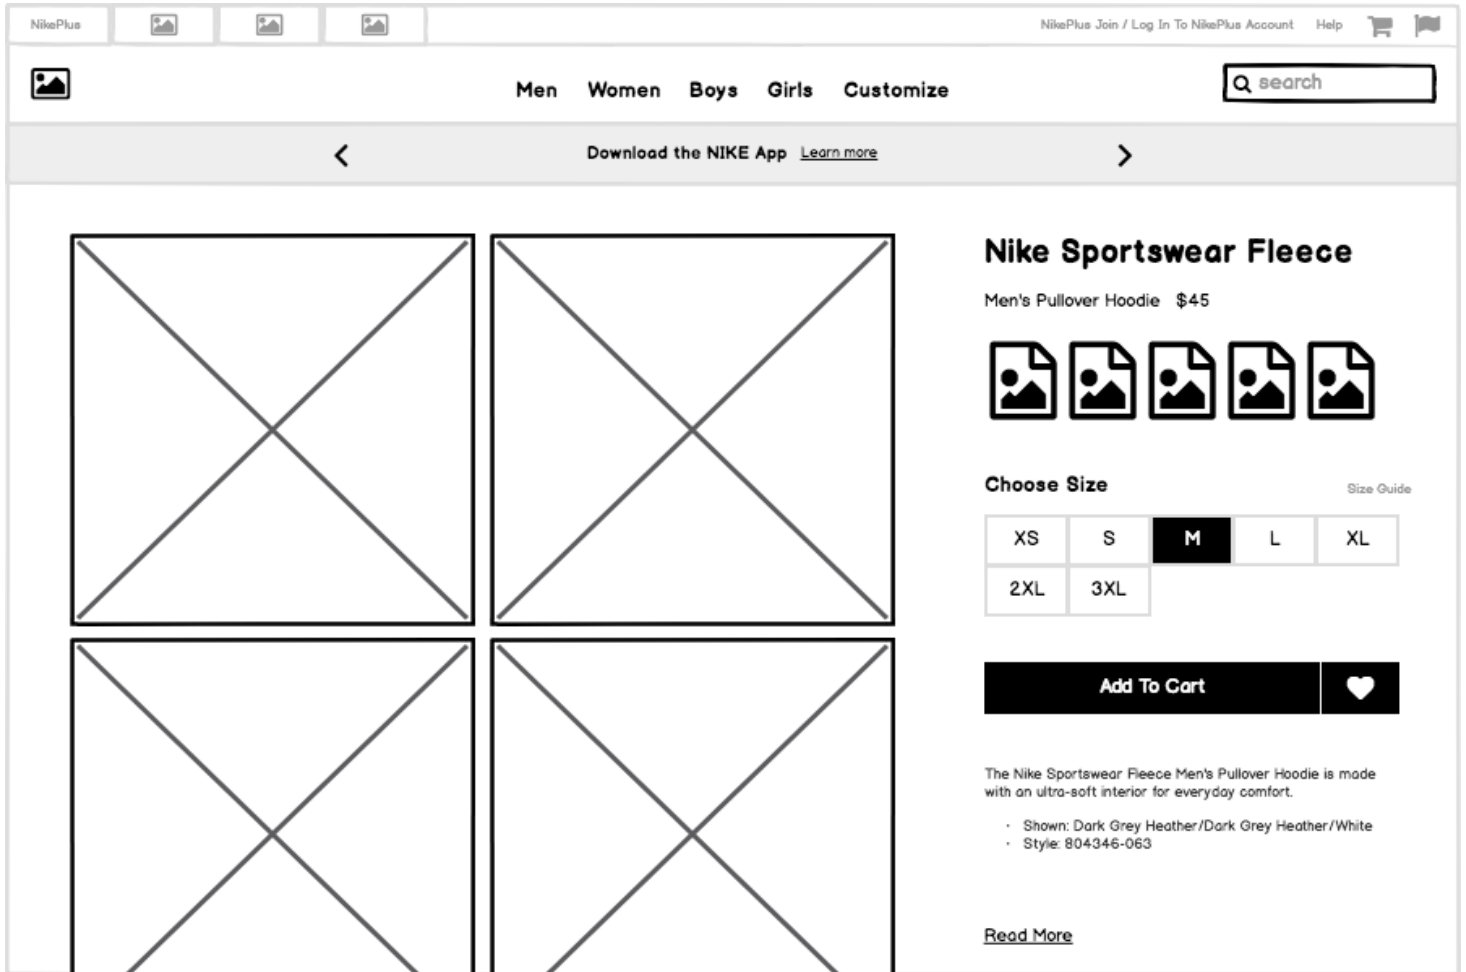 NikePlus
NikePlus Join / Log In To NikePlus Account Help
Men Women Boys Girls Customize
search
Download the NIKE App Learn more
Nike Sportswear Fleece
Men's Pullover Hoodie $45
Choose Size
Size Guide
XS S M L XL
2XL 3XL
Add To Cart
The Nike Sportswear Fleece Men's Pullover Hoodie is made
with an ultra-soft interior for everyday comfort.
· Shown: Dark Grey Heather/Dark Grey Heather/White
· Style: 804346-063
Read More